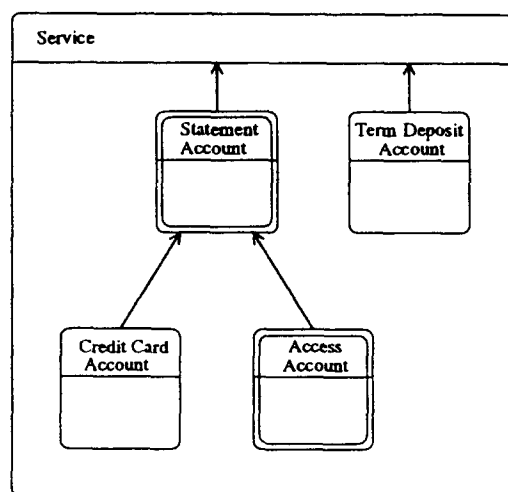 Service
Statement
Account
Term Deposit
Account
Credit Card
Account
Access
Account